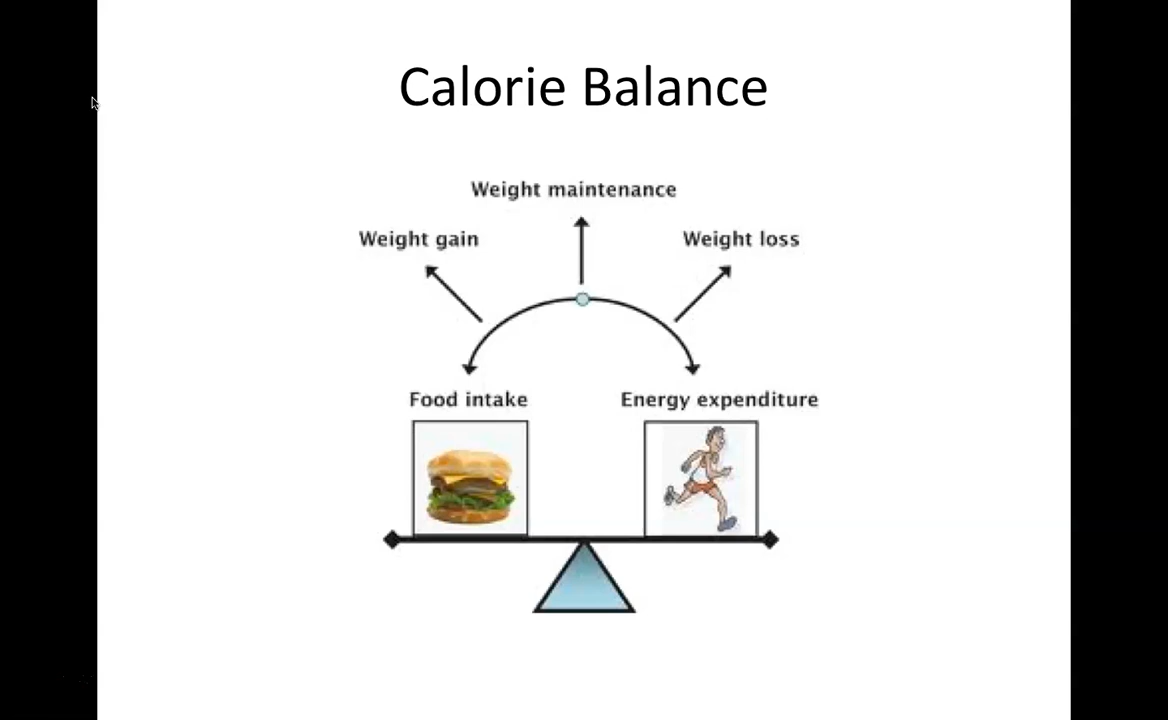 Calorie Balance
Weight maintenance
Weight gain
Weight loss
Food intake
Energy expenditure